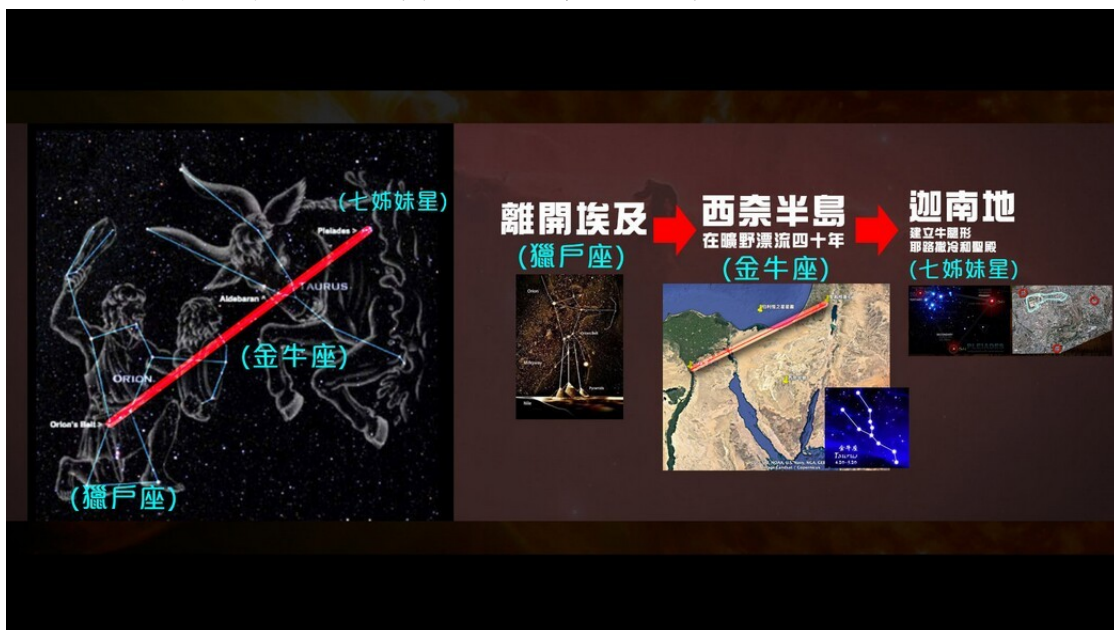 (七姊妹星)
Pleiades >
TAURUS
Aldebaran ^
(金牛座)
ORION
Orion's Belt >
(獵戶座)
離開埃及
(獵戶座)
Orion
Pyramids
Nile
西奈半島
在曠野漂流四十年
(金牛座)
金牛座
TAURUS
迦南地
建立牛腿形
耶路撒冷和聖殿
(七姊妹星)
PLEIADES